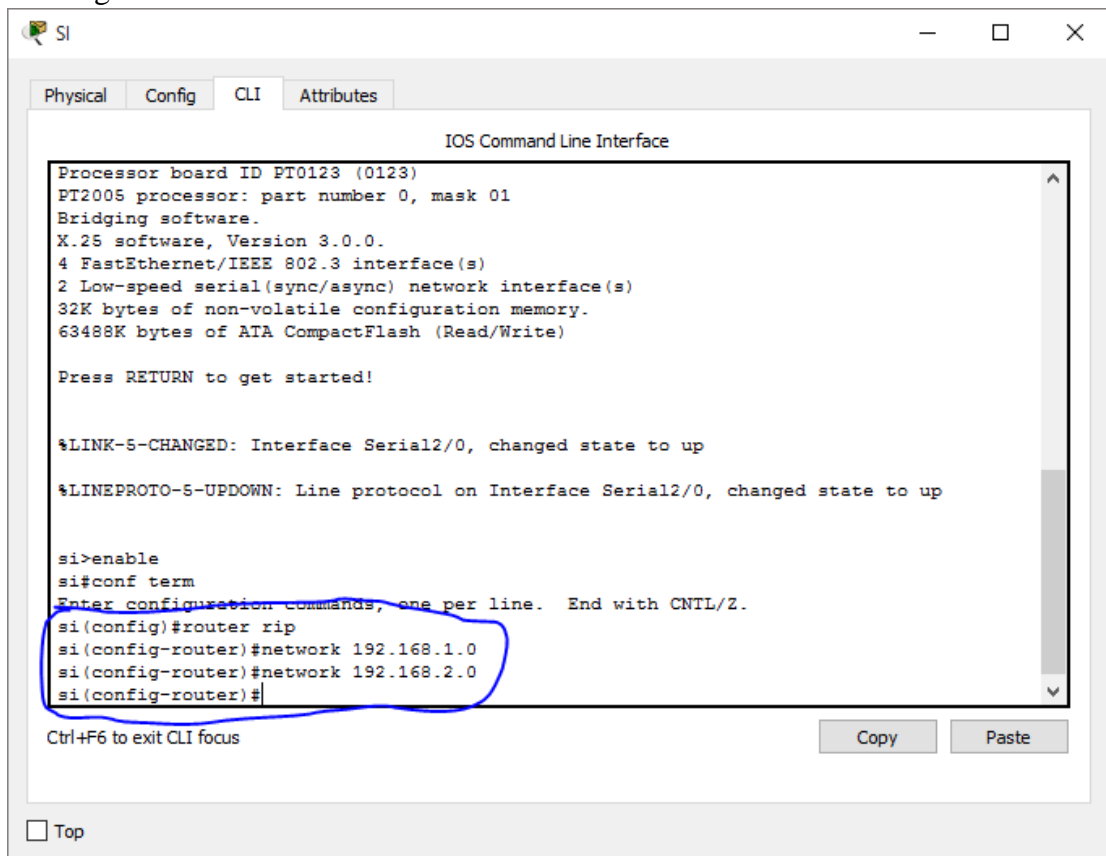 SI
Physical Config CLI Attributes
IOS Command Line Interface
Processor board ID PT0123 (0123)
PT2005 processor: part number 0, mask 01
Bridging software.
X.25 software, Version 3.0.0.
4 FastEthernet/IEEE 802.3 interface(s)
2 Low-speed serial(sync/async) network interface(s)
32K bytes of non-volatile configuration memory.
63488K bytes of ATA CompactFlash (Read/Write)
Press RETURN to get started!
%LINK-5-CHANGED: Interface Serial2/0, changed state to up
%LINEPROTO-5-UPDOWN: Line protocol on Interface Serial2/0, changed state to up
si>enable
si#conf term
Enter configuration commands, one per line. End with CNTL/Z.
si(config)#router rip
si(config-router)#network 192.168.1.0
si(config-router)#network 192.168.2.0
si(config-router)#
Ctrl+F6 to exit CLI focus
Copy Paste
Top